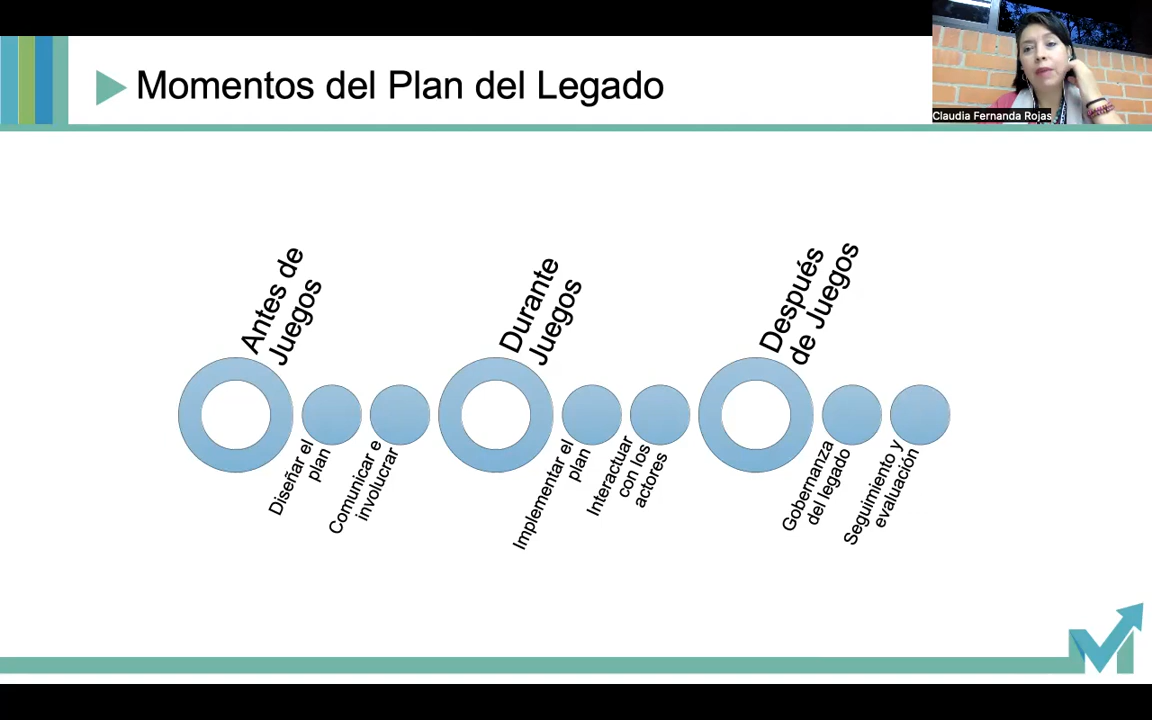 Momentos del Plan del Legado
Claudia Fernanda Rojas
Antes de
Juegos
Diseñar el
plan
Comunicar e
involucrar
Durante
Juegos
Implementar el
plan
Interactuar
con los
actores
Después
de Juegos
Gobernanza
del legado
Seguimiento y
evaluación